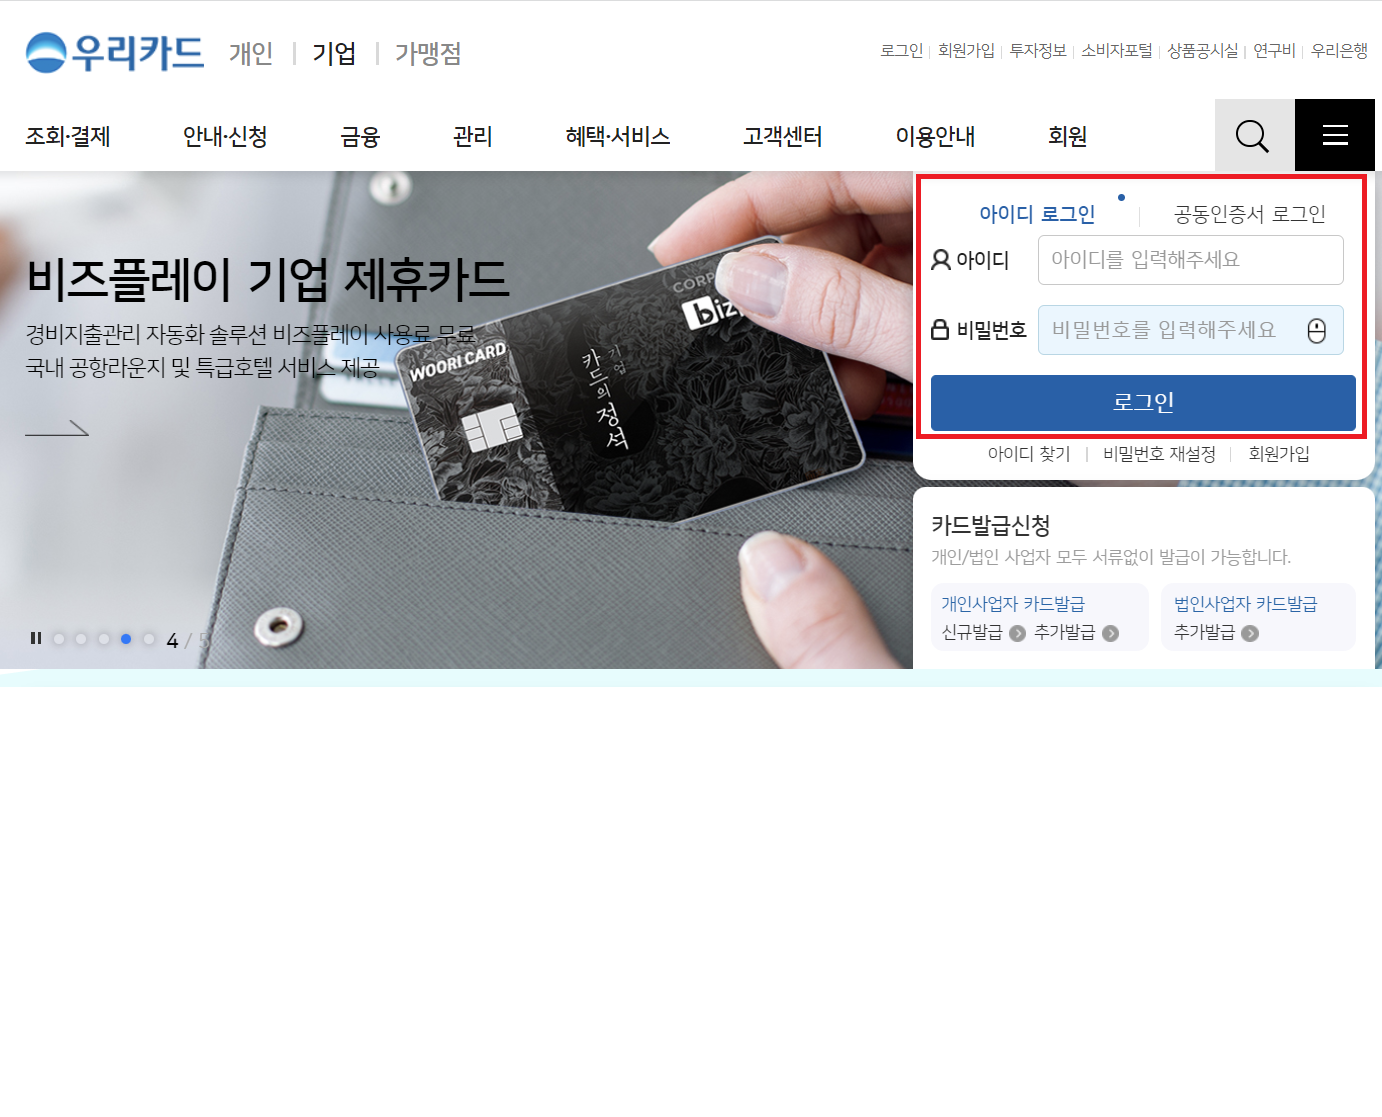 우리카드 개인 기업 가맹점
로그인 회원가입 투자정보 소비자포털 상품공시실 연구비 우리은행
조회·결제 안내·신청 금융 관리 혜택·서비스 고객센터 이용안내 회원
비즈플레이 기업 제휴카드
경비지출관리 자동화 솔루션 비즈플레이 사용료 무료
국내 공항라운지 및 특급호텔 서비스 제공
WOORI CARD
CORP
biz
기업
카드의
정석
4 / 5
아이디 로그인 공동인증서 로그인
아이디 아이디를 입력해주세요
비밀번호 비밀번호를 입력해주세요
로그인
아이디 찾기 | 비밀번호 재설정 | 회원가입
카드발급신청
개인/법인 사업자 모두 서류없이 발급이 가능합니다.
개인사업자 카드발급
신규발급 추가발급
법인사업자 카드발급
추가발급